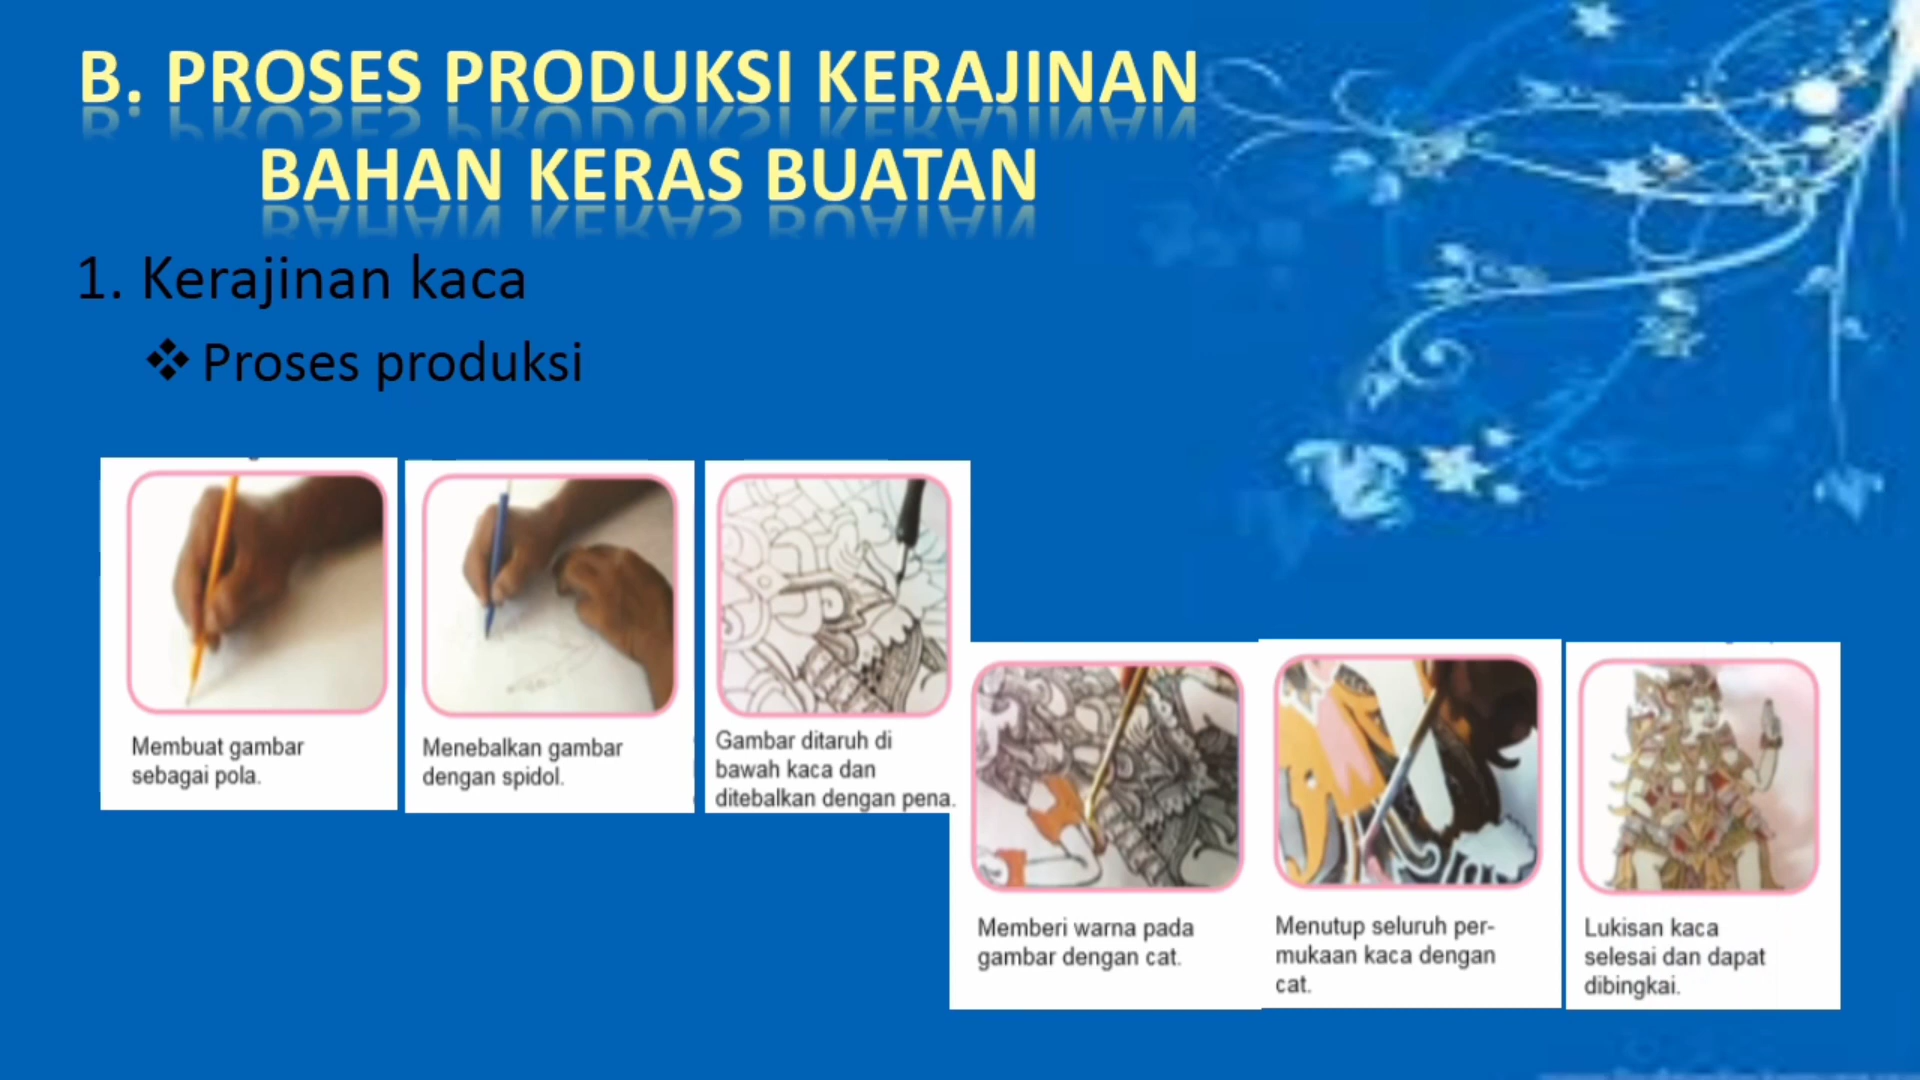 B. PROSES PRODUKSI KERAJINAN
BAHAN KERAS BUATAN
1. Kerajinan kaca
❖ Proses produksi
Membuat gambar
sebagai pola.
Menebalkan gambar
dengan spidol.
Gambar ditaruh di
bawah kaca dan
ditebalkan dengan pena.
Memberi warna pada
gambar dengan cat.
Menutup seluruh per-
mukaan kaca dengan
cat.
Lukisan kaca
selesai dan dapat
dibingkai.